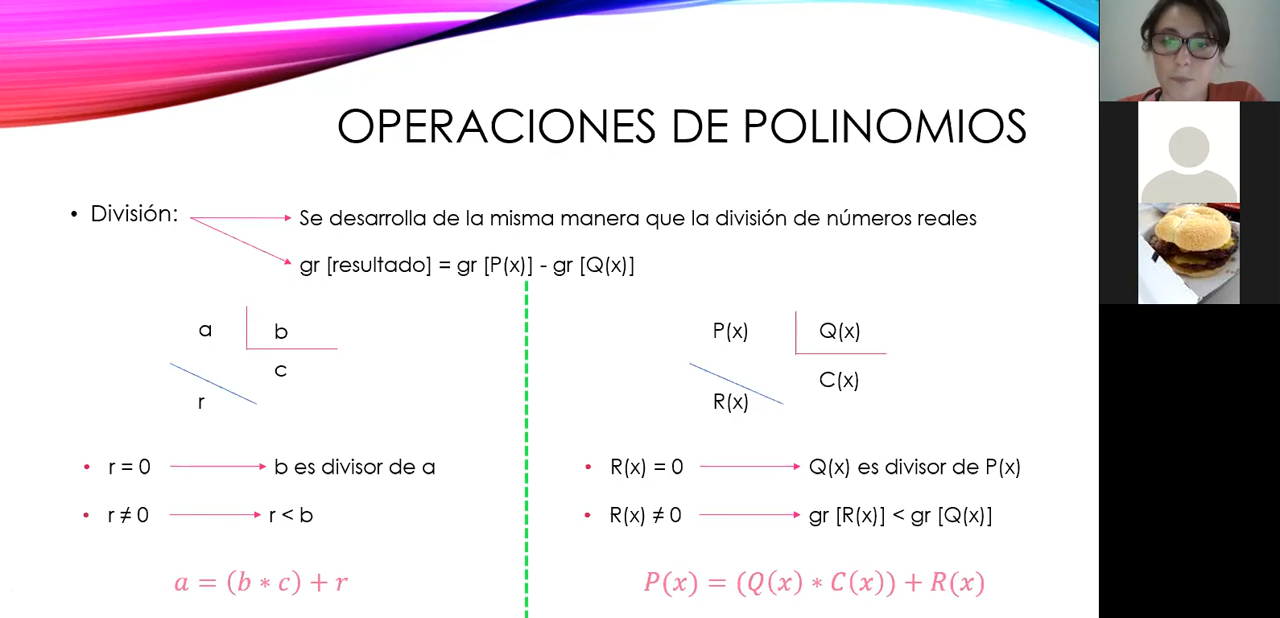 OPERACIONES DE POLINOMIOS
• División:
Se desarrolla de la misma manera que la división de números reales
gr [resultado] = gr [P(x)] - gr [Q(x)]
a b
c
r
• r = 0 b es divisor de a
• r ≠ 0 r < b
a = (b * c) + r
P(x) Q(x)
C(x)
R(x)
• R(x) = 0 Q(x) es divisor de P(x)
• R(x) ≠ 0 gr [R(x)] < gr [Q(x)]
P(x) = (Q(x) * C(x)) + R(x)